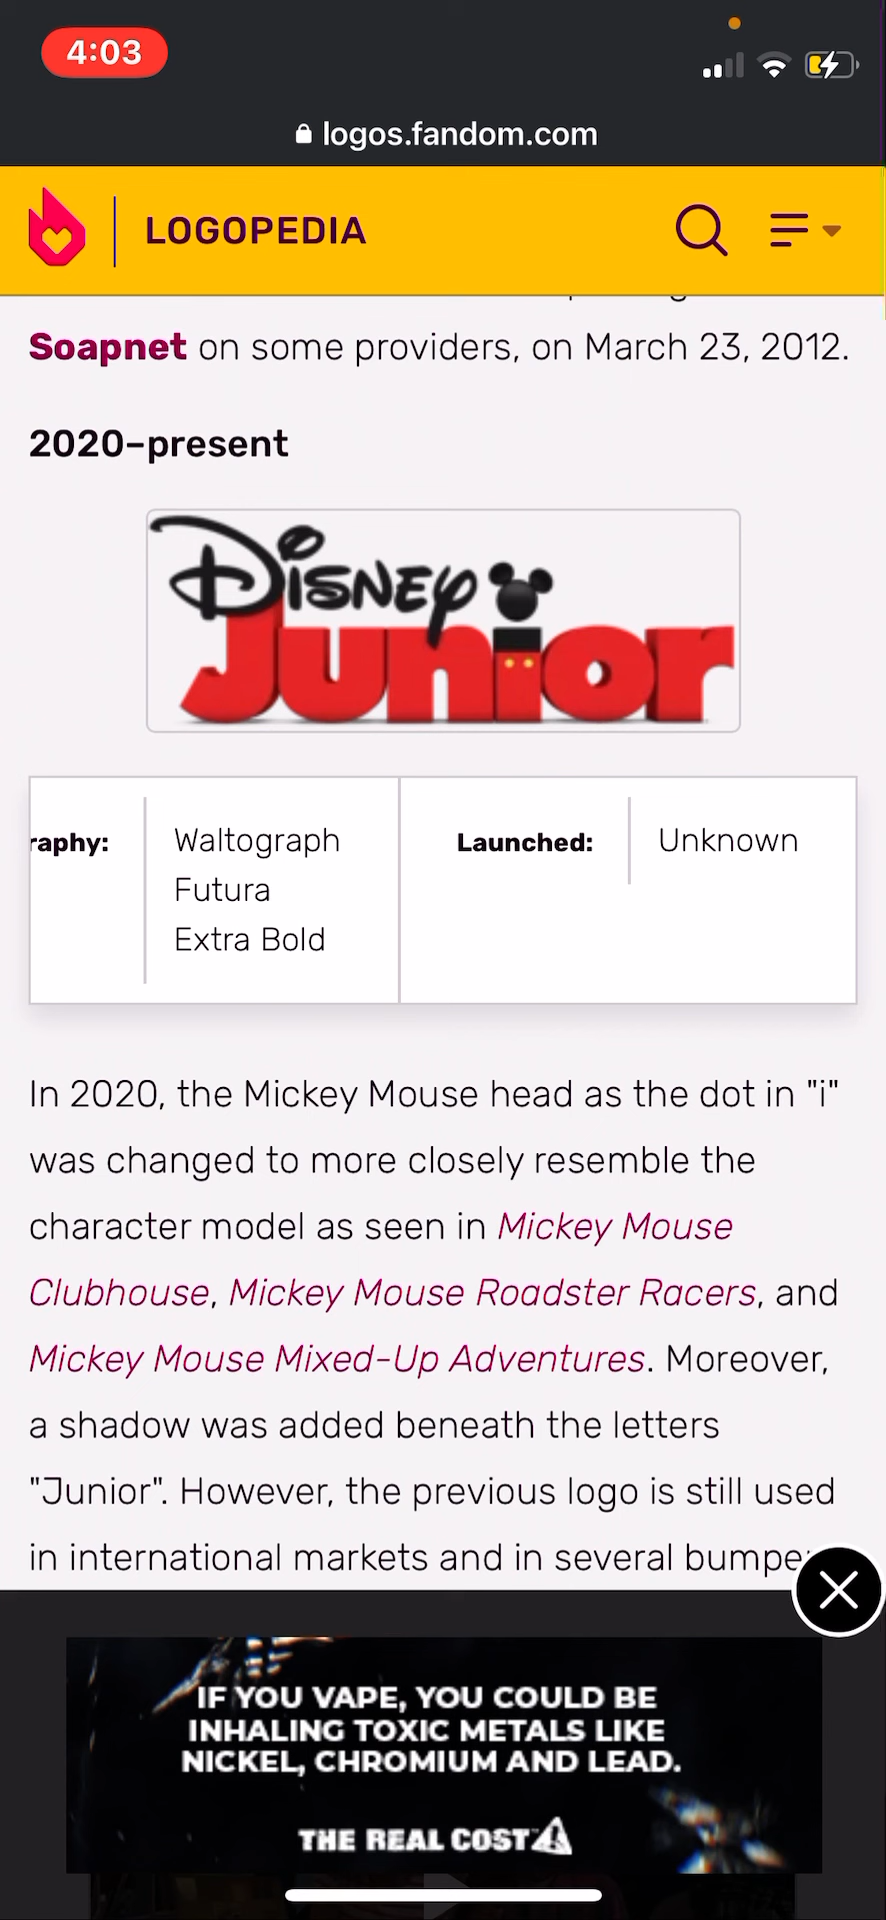 4:03
logos.fandom.com
LOGOPEDIA
Soapnet on some providers, on March 23, 2012.
2020–present
Disney
Junior
raphy:
Waltograph
Futura
Extra Bold
Launched:
Unknown
In 2020, the Mickey Mouse head as the dot in "i"
was changed to more closely resemble the
character model as seen in Mickey Mouse
Clubhouse, Mickey Mouse Roadster Racers, and
Mickey Mouse Mixed-Up Adventures. Moreover,
a shadow was added beneath the letters
"Junior". However, the previous logo is still used
in international markets and in several bumpe
IF YOU VAPE, YOU COULD BE
INHALING TOXIC METALS LIKE
NICKEL, CHROMIUM AND LEAD.
THE REAL COST